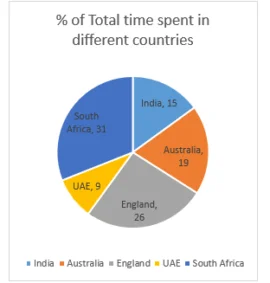 % of Total time spent in
different countries
India, 15
Australia,
19
England,
26
UAE, 9
South
Africa, 31
India Australia England UAE South Africa